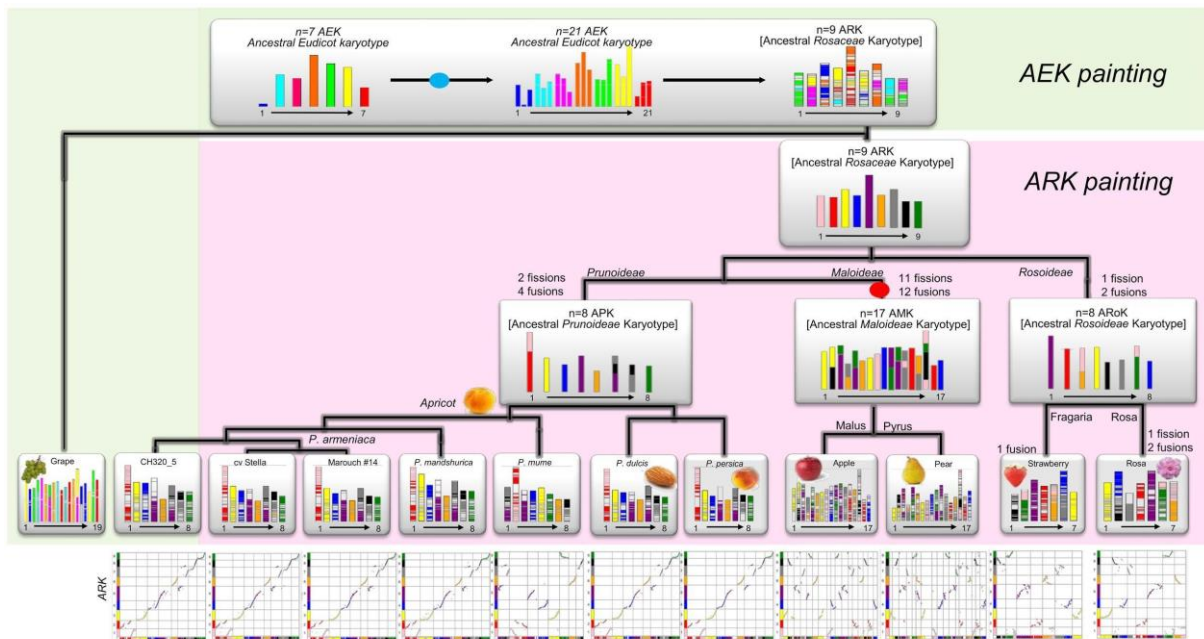 n=7 AEK
Ancestral Eudicot karyotype
1
7
n=21 AEK
Ancestral Eudicot karyotype
1
21
n=9 ARK
[Ancestral Rosaceae Karyotype]
1
9
AEK painting
n=9 ARK
[Ancestral Rosaceae Karyotype]
1
9
ARK painting
2 fissions
4 fusions
Prunoideae
Maloideae
11 fissions
12 fusions
Rosoideae
1 fission
2 fusions
n=8 APK
[Ancestral Prunoideae Karyotype]
1
8
n=17 AMK
[Ancestral Maloideae Karyotype]
1
17
n=8 ARoK
[Ancestral Rosoideae Karyotype]
1
8
Apricot
P. armeniaca
Malus
Pyrus
Fragaria
Rosa
1 fusion
1 fission
2 fusions
Grape
1
19
CH320_5
1
8
cv Stella
1
8
Marouch #14
1
8
P. mandshurica
1
8
P. mume
1
8
P. dulcis
1
8
P. persica
1
8
Apple
1
17
Pear
1
17
Strawberry
1
7
Rosa
1
7
ARK